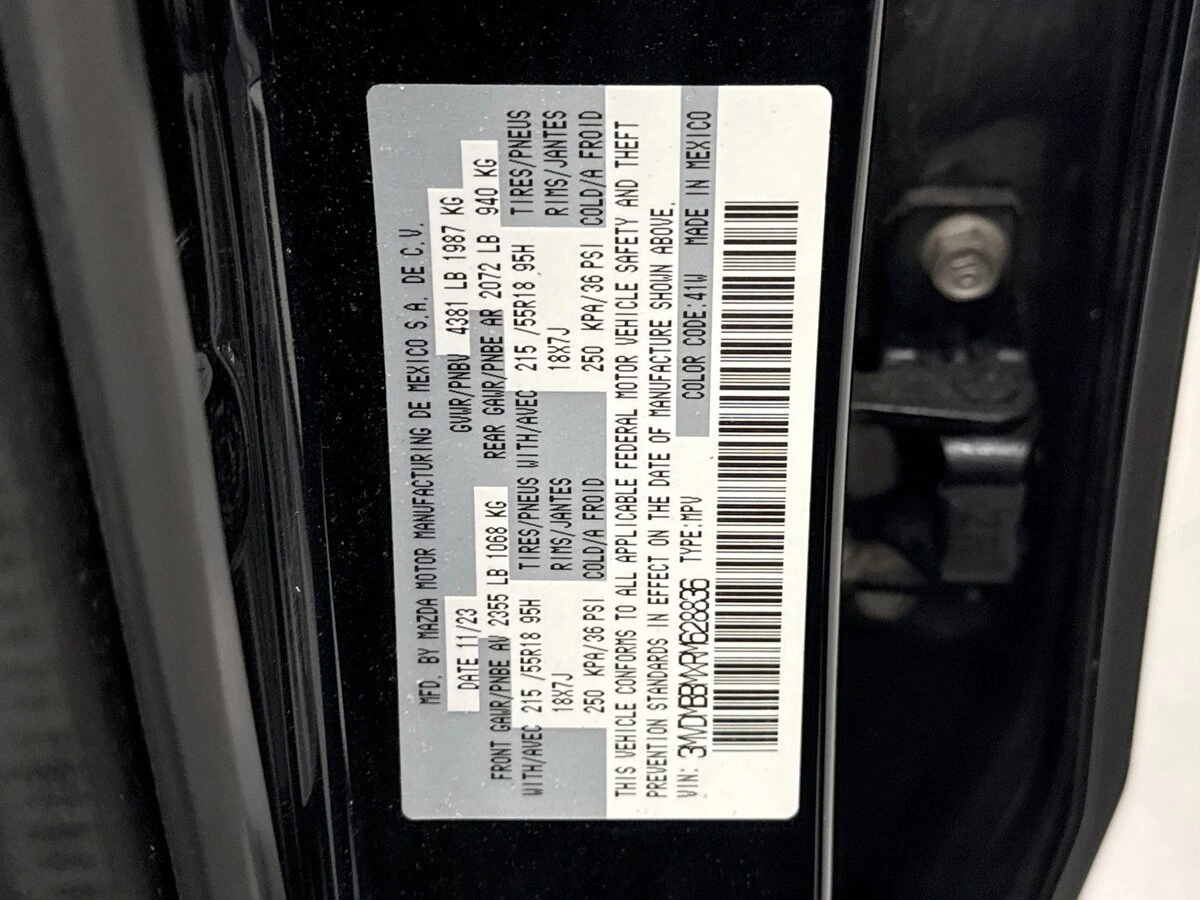 MFD. BY MAZDA MOTOR MANUFACTURING DE MEXICO S.A. DE C.V.
DATE 11/23 GVWR/PNBV 4381 LB 1987 KG
FRONT GAWR/PNBE AV 2355 LB 1068 KG REAR GAWR/PNBE AR 2072 LB 940 KG
WITH/AVEC 215 /55R18 95H TIRES/PNEUS WITH/AVEC 215 /55R18 95H TIRES/PNEUS
18X7J RIMS/JANTES 18X7J RIMS/JANTES
250 KPA/36 PSI COLD/A FROID 250 KPA/36 PSI COLD/A FROID
THIS VEHICLE CONFORMS TO ALL APPLICABLE FEDERAL MOTOR VEHICLE SAFETY AND THEFT
PREVENTION STANDARDS IN EFFECT ON THE DATE OF MANUFACTURE SHOWN ABOVE.
VIN: 3MVDMBBMXRM628836 TYPE:MPV COLOR CODE:41W MADE IN MEXICO